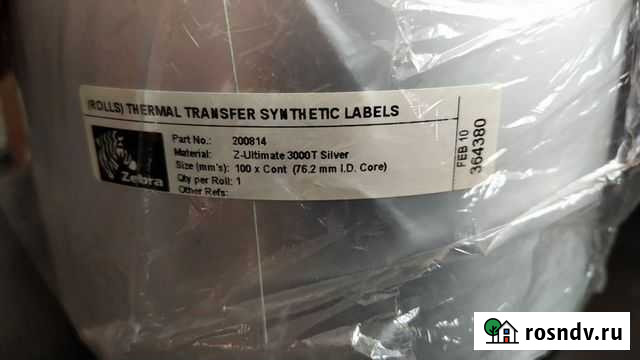 (ROLLS) THERMAL TRANSFER SYNTHETIC LABELS
Zebra
Part No.: 200814
Material: Z-Ultimate 3000T Silver
Size (mm's): 100 x Cont (76.2 mm I.D. Core)
Qty per Roll: 1
Other Refs:
FEB 10
364380
rosndv.ru